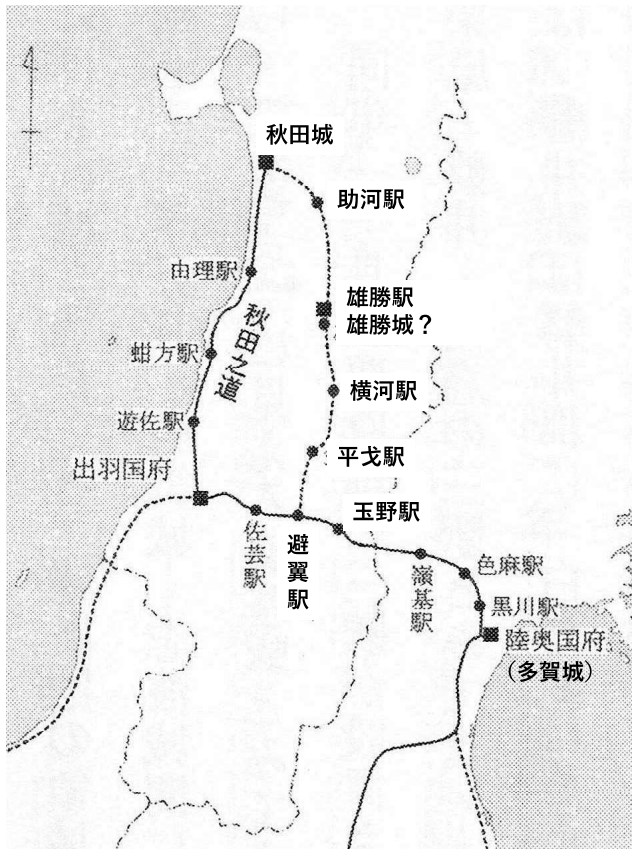 秋田城
助河駅
由理駅
雄勝駅
雄勝城？
秋田之道
蚶方駅
横河駅
遊佐駅
平戈駅
出羽国府
玉野駅
佐芸駅
避翼駅
嶺基駅
色麻駅
黒川駅
陸奥国府
（多賀城）